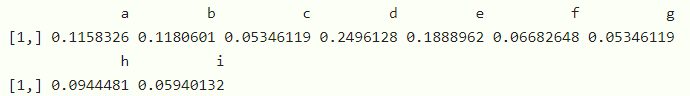 a b c d e f g
[1,] 0.1158326 0.1180601 0.05346119 0.2496128 0.1888962 0.06682648 0.05346119
h i
[1,] 0.0944481 0.05940132